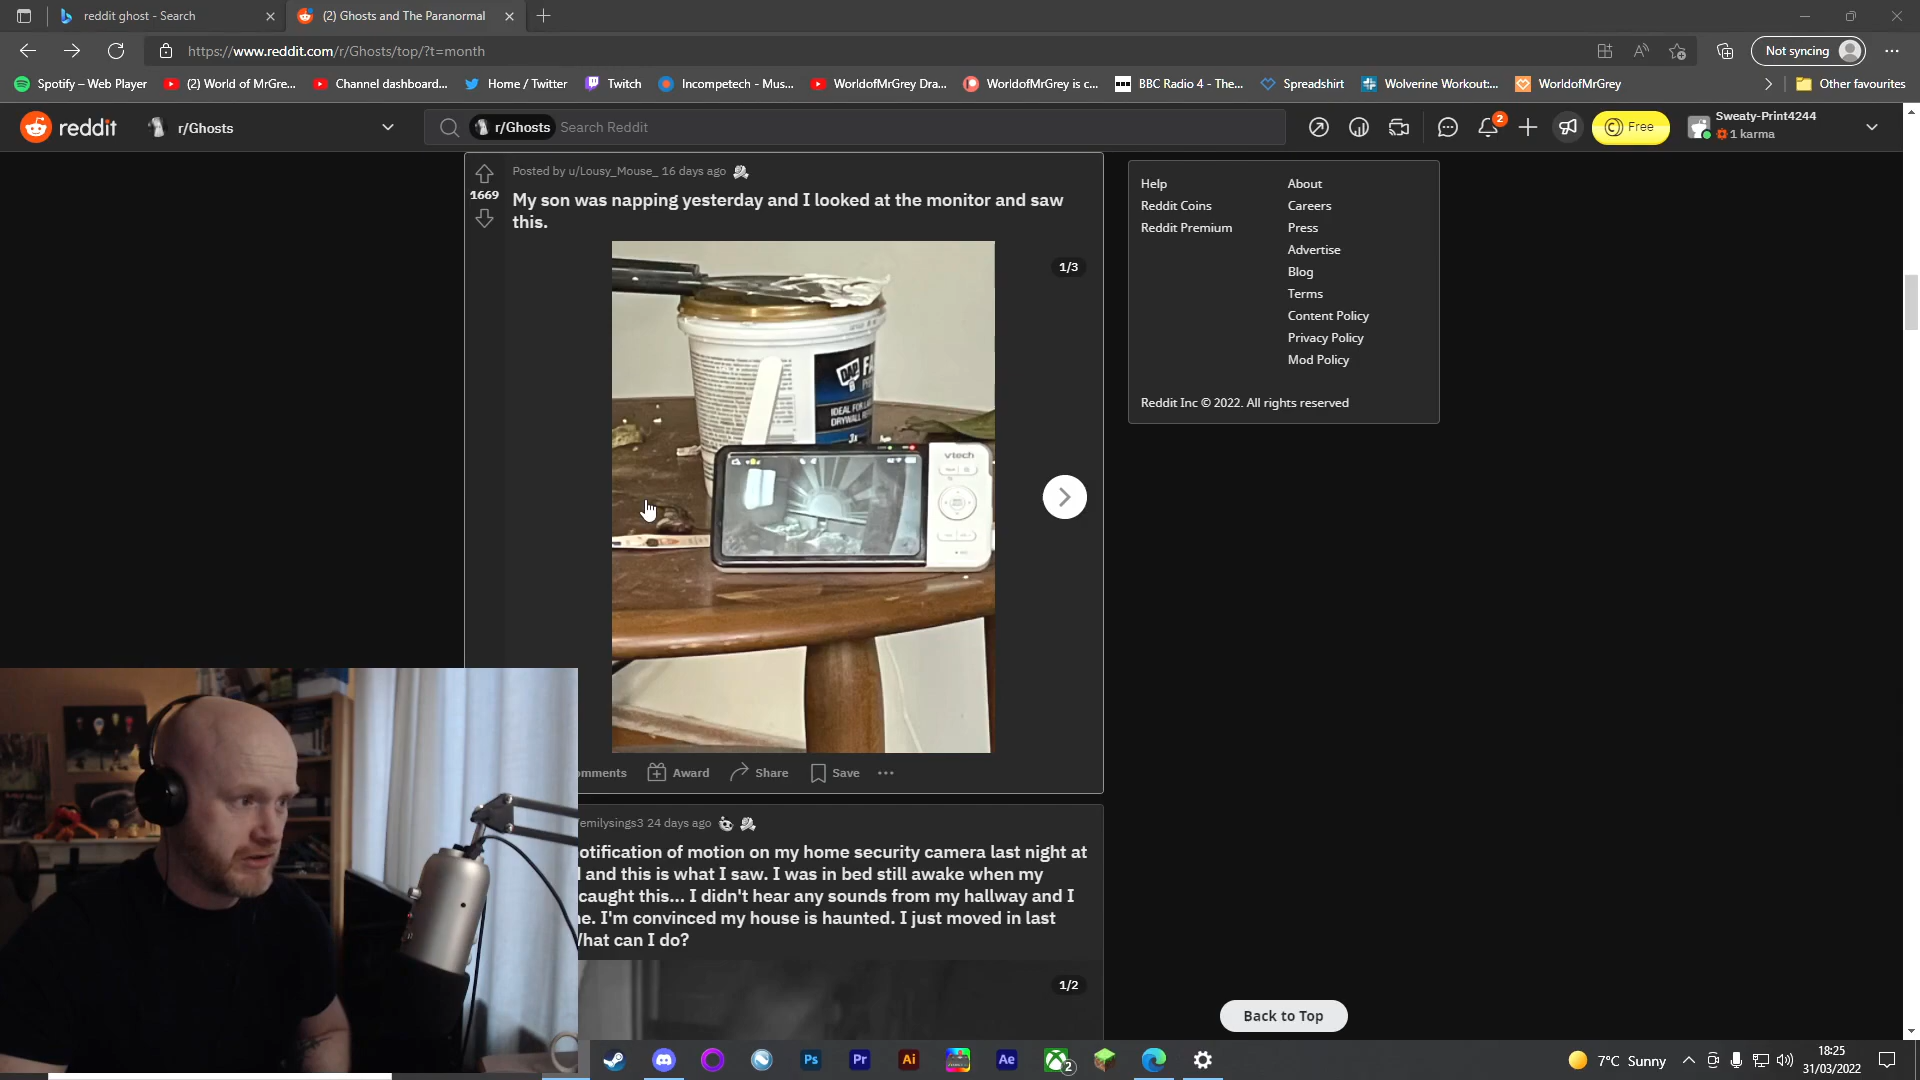 reddit ghost - Search
(2) Ghosts and The Paranormal
https://www.reddit.com/r/Ghosts/top/?t=month
Not syncing
Spotify – Web Player
(2) World of MrGre...
Channel dashboard...
Home / Twitter
Twitch
Incompetech - Mus...
WorldofMrGrey Dra...
WorldofMrGrey is c...
BBC Radio 4 - The...
Spreadshirt
Wolverine Workout:...
WorldofMrGrey
Other favourites
reddit
r/Ghosts
r/Ghosts
Search Reddit
2
Free
Sweaty-Print4244
1 karma
1669
Posted by u/Lousy_Mouse_ 16 days ago
My son was napping yesterday and I looked at the monitor and saw
this.
1/3
DAP
IDEAL FOR
DRYWALL
vtech
omments
Award
Share
Save
Help
Reddit Coins
Reddit Premium
About
Careers
Press
Advertise
Blog
Terms
Content Policy
Privacy Policy
Mod Policy
Reddit Inc © 2022. All rights reserved
emilysings3 24 days ago
otification of motion on my home security camera last night at
and this is what I saw. I was in bed still awake when my
caught this... I didn't hear any sounds from my hallway and I
e. I'm convinced my house is haunted. I just moved in last
hat can I do?
1/2
Back to Top
Ps
Pr
Ai
Ae
2
7°C Sunny
18:25
31/03/2022